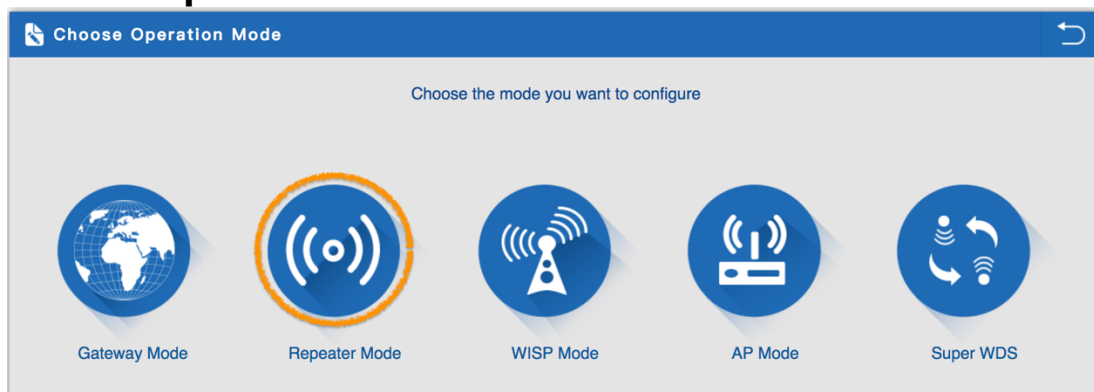 Choose Operation Mode
Choose the mode you want to configure
Gateway Mode
Repeater Mode
WISP Mode
AP Mode
Super WDS